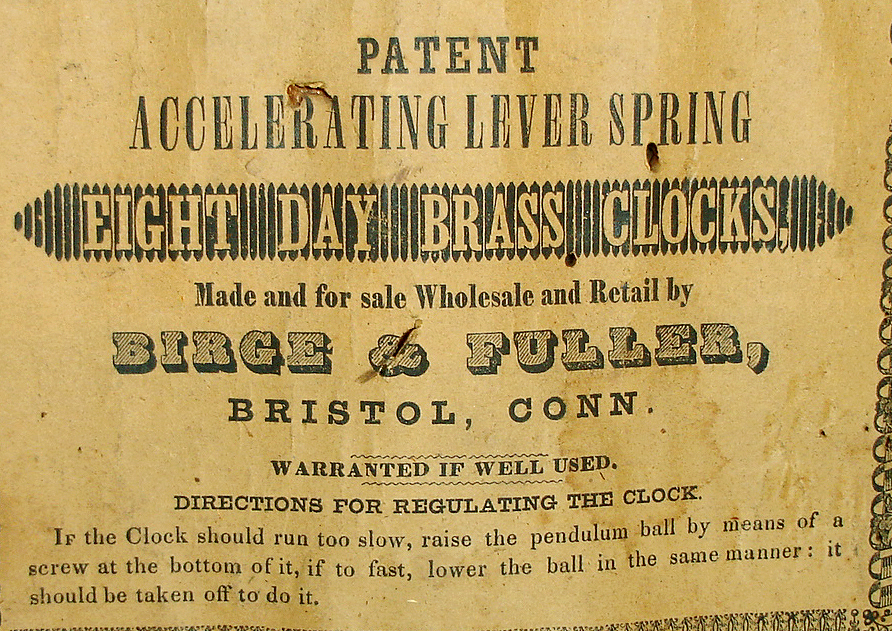 PATENT
ACCELERATING LEVER SPRING
EIGHT DAY BRASS CLOCKS,
Made and for sale Wholesale and Retail by
BIRGE & FULLER,
BRISTOL, CONN.
WARRANTED IF WELL USED.
DIRECTIONS FOR REGULATING THE CLOCK.
IF the Clock should run too slow, raise the pendulum ball by means of a
screw at the bottom of it, if to fast, lower the ball in the same manner: it
should be taken off to do it.